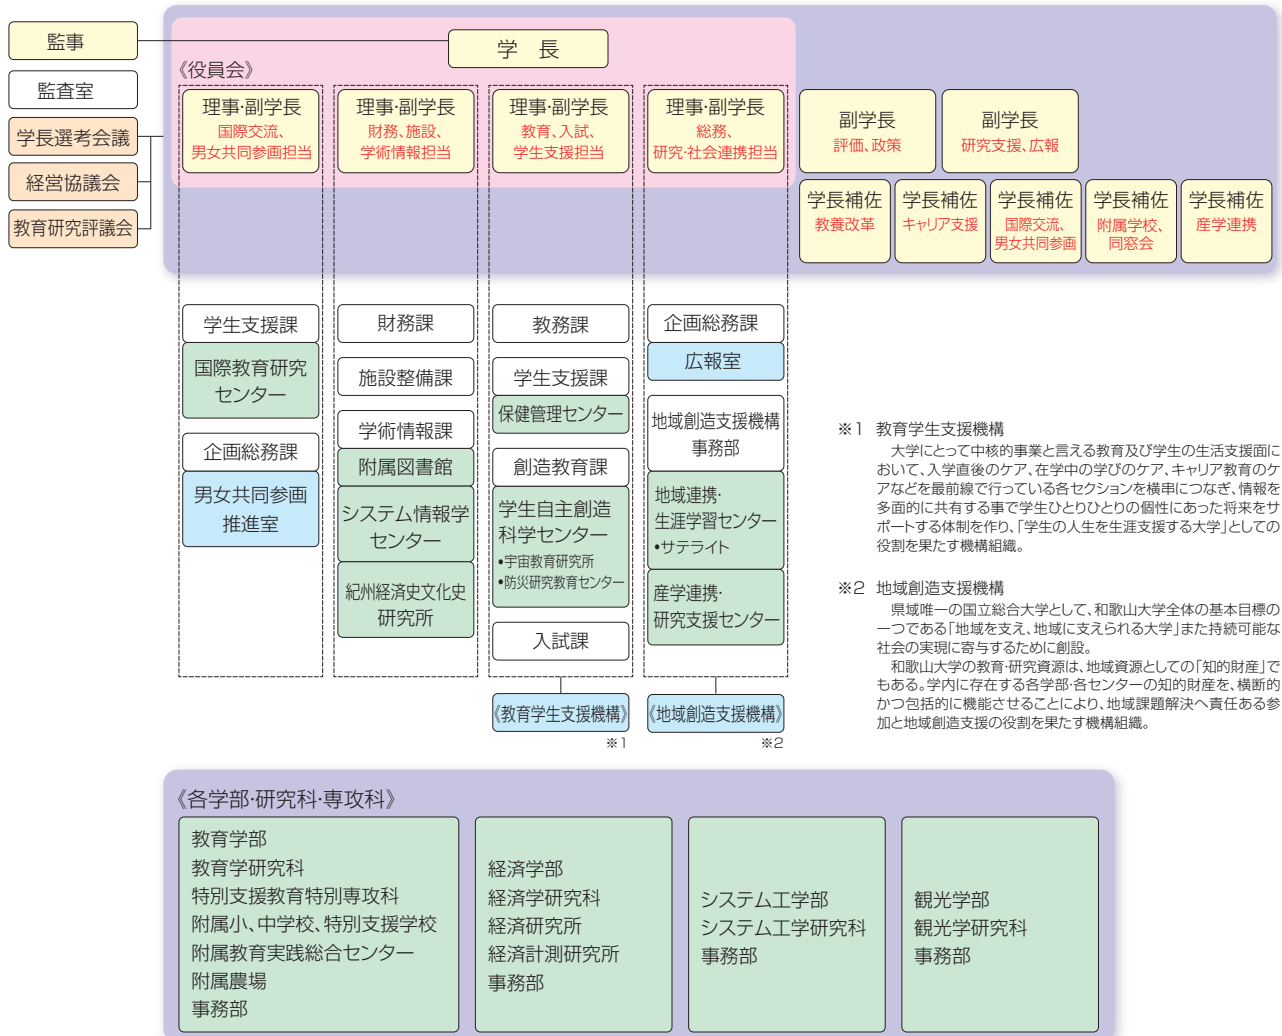 監事
監査室
学長選考会議
経営協議会
教育研究評議会
学 長
《役員会》
理事・副学長
国際交流、
男女共同参画担当
理事・副学長
財務、施設、
学術情報担当
理事・副学長
教育、入試、
学生支援担当
理事・副学長
総務、
研究・社会連携担当
副学長
評価、政策
副学長
研究支援、広報
学長補佐
教養改革
学長補佐
キャリア支援
学長補佐
国際交流、
男女共同参画
学長補佐
附属学校、
同窓会
学長補佐
産学連携
学生支援課
国際教育研究
センター
企画総務課
男女共同参画
推進室
財務課
施設整備課
学術情報課
附属図書館
システム情報学
センター
紀州経済史文化史
研究所
教務課
学生支援課
保健管理センター
創造教育課
学生自主創造
科学センター
•宇宙教育研究所
•防災研究教育センター
入試課
《教育学生支援機構》
※1
企画総務課
広報室
地域創造支援機構
事務部
地域連携・
生涯学習センター
•サテライト
産学連携・
研究支援センター
《地域創造支援機構》
※2
※1 教育学生支援機構
大学にとって中核的事業と言える教育及び学生の生活支援面に
おいて、入学直後のケア、在学中の学びのケア、キャリア教育のケ
アなどを最前線で行っている各セクションを横串につなぎ、情報を
多面的に共有する事で学生ひとりひとりの個性にあった将来をサ
ポートする体制を作り、「学生の人生を生涯支援する大学」としての
役割を果たす機構組織。
※2 地域創造支援機構
県域唯一の国立総合大学として、和歌山大学全体の基本目標の
一つである「地域を支え、地域に支えられる大学」また持続可能な
社会の実現に寄与するために創設。
和歌山大学の教育・研究資源は、地域資源としての「知的財産」で
もある。学内に存在する各学部・各センターの知的財産を、横断的
かつ包括的に機能させることにより、地域課題解決へ責任ある参
加と地域創造支援の役割を果たす機構組織。
《各学部・研究科・専攻科》
教育学部
教育学研究科
特別支援教育特別専攻科
附属小、中学校、特別支援学校
附属教育実践総合センター
附属農場
事務部
経済学部
経済学研究科
経済研究所
経済計測研究所
事務部
システム工学部
システム工学研究科
事務部
観光学部
観光学研究科
事務部